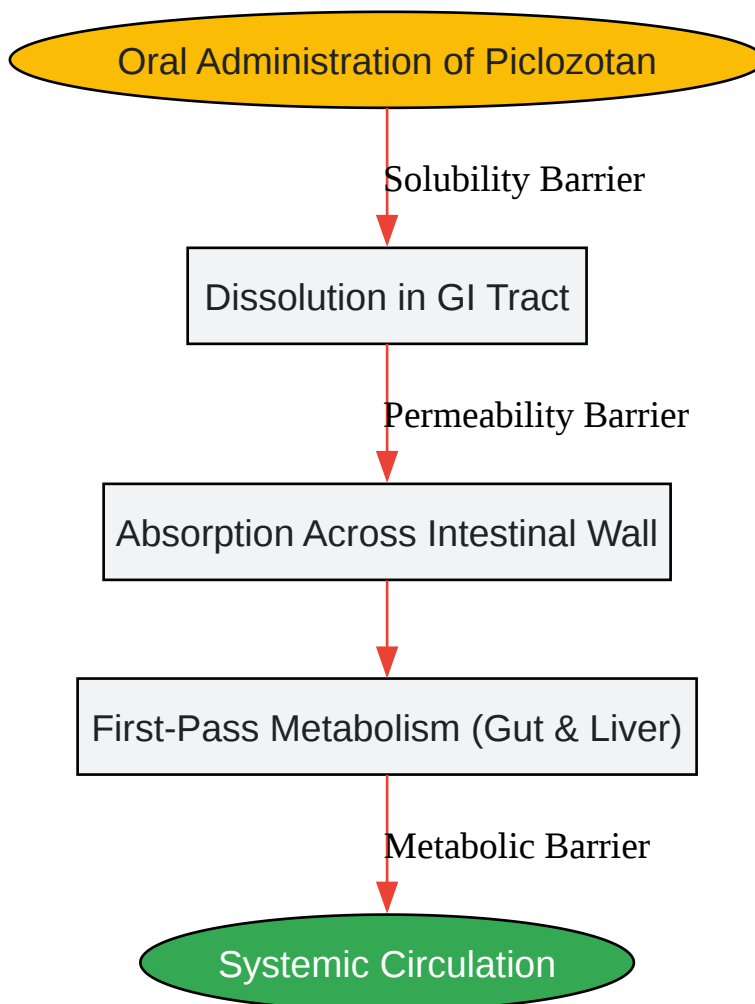 Oral Administration of Piclozotan
Solubility Barrier
Dissolution in GI Tract
Permeability Barrier
Absorption Across Intestinal Wall
First-Pass Metabolism (Gut & Liver)
Metabolic Barrier
Systemic Circulation